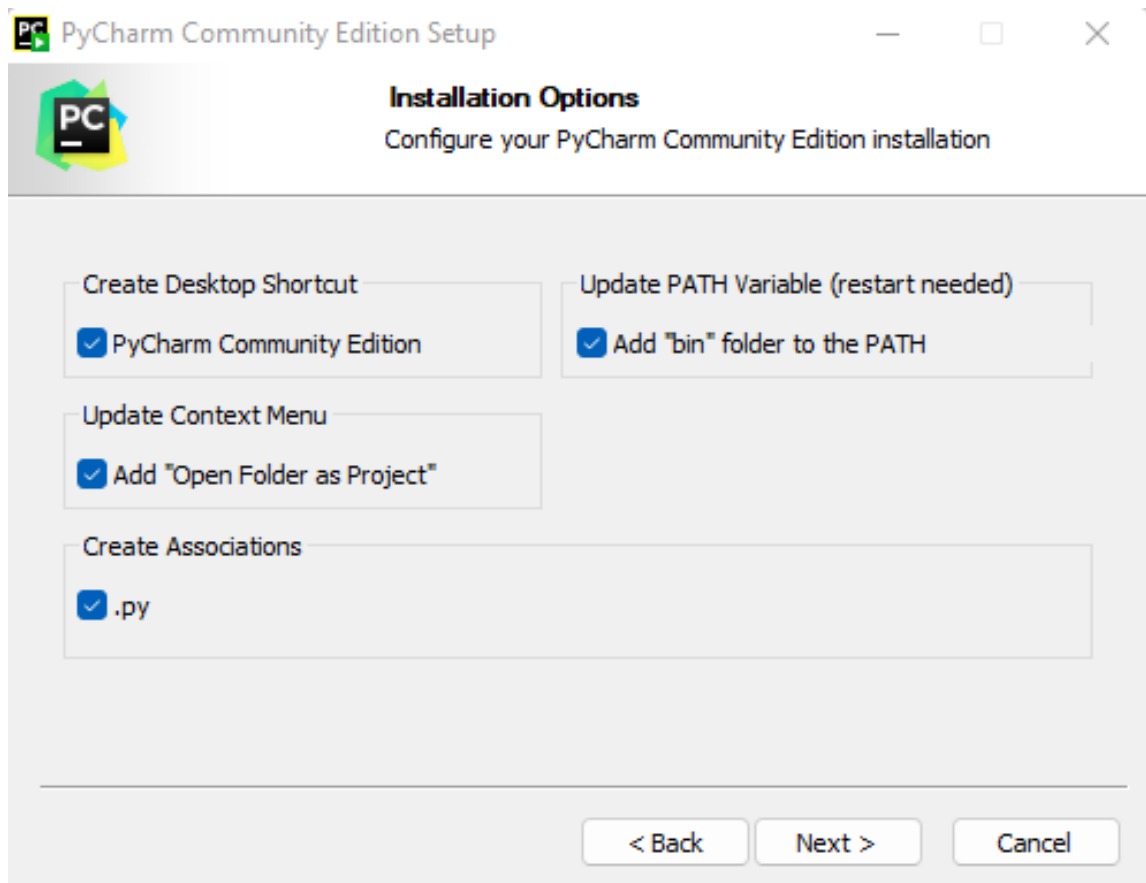 PyCharm Community Edition Setup
PC
Installation Options
Configure your PyCharm Community Edition installation
Create Desktop Shortcut
PyCharm Community Edition
Update PATH Variable (restart needed)
Add "bin" folder to the PATH
Update Context Menu
Add "Open Folder as Project"
Create Associations
.py
< Back
Next >
Cancel